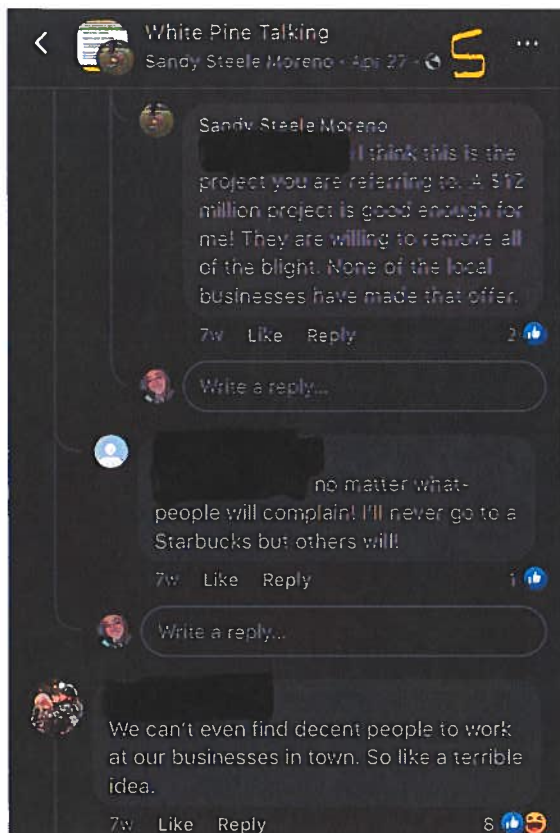 White Pine Talking
Sandy Steele Moreno · Apr 27 ·
5
Sandy Steele Moreno
I think this is the
project you are referring to. A $12
million project is good enough for
me! They are willing to remove all
of the blight. None of the local
businesses have made that offer.
7w Like Reply 2
Write a reply...
no matter what-
people will complain! I'll never go to a
Starbucks but others will!
7w Like Reply 1
Write a reply...
We can't even find decent people to work
at our businesses in town. So like a terrible
idea.
7w Like Reply 8